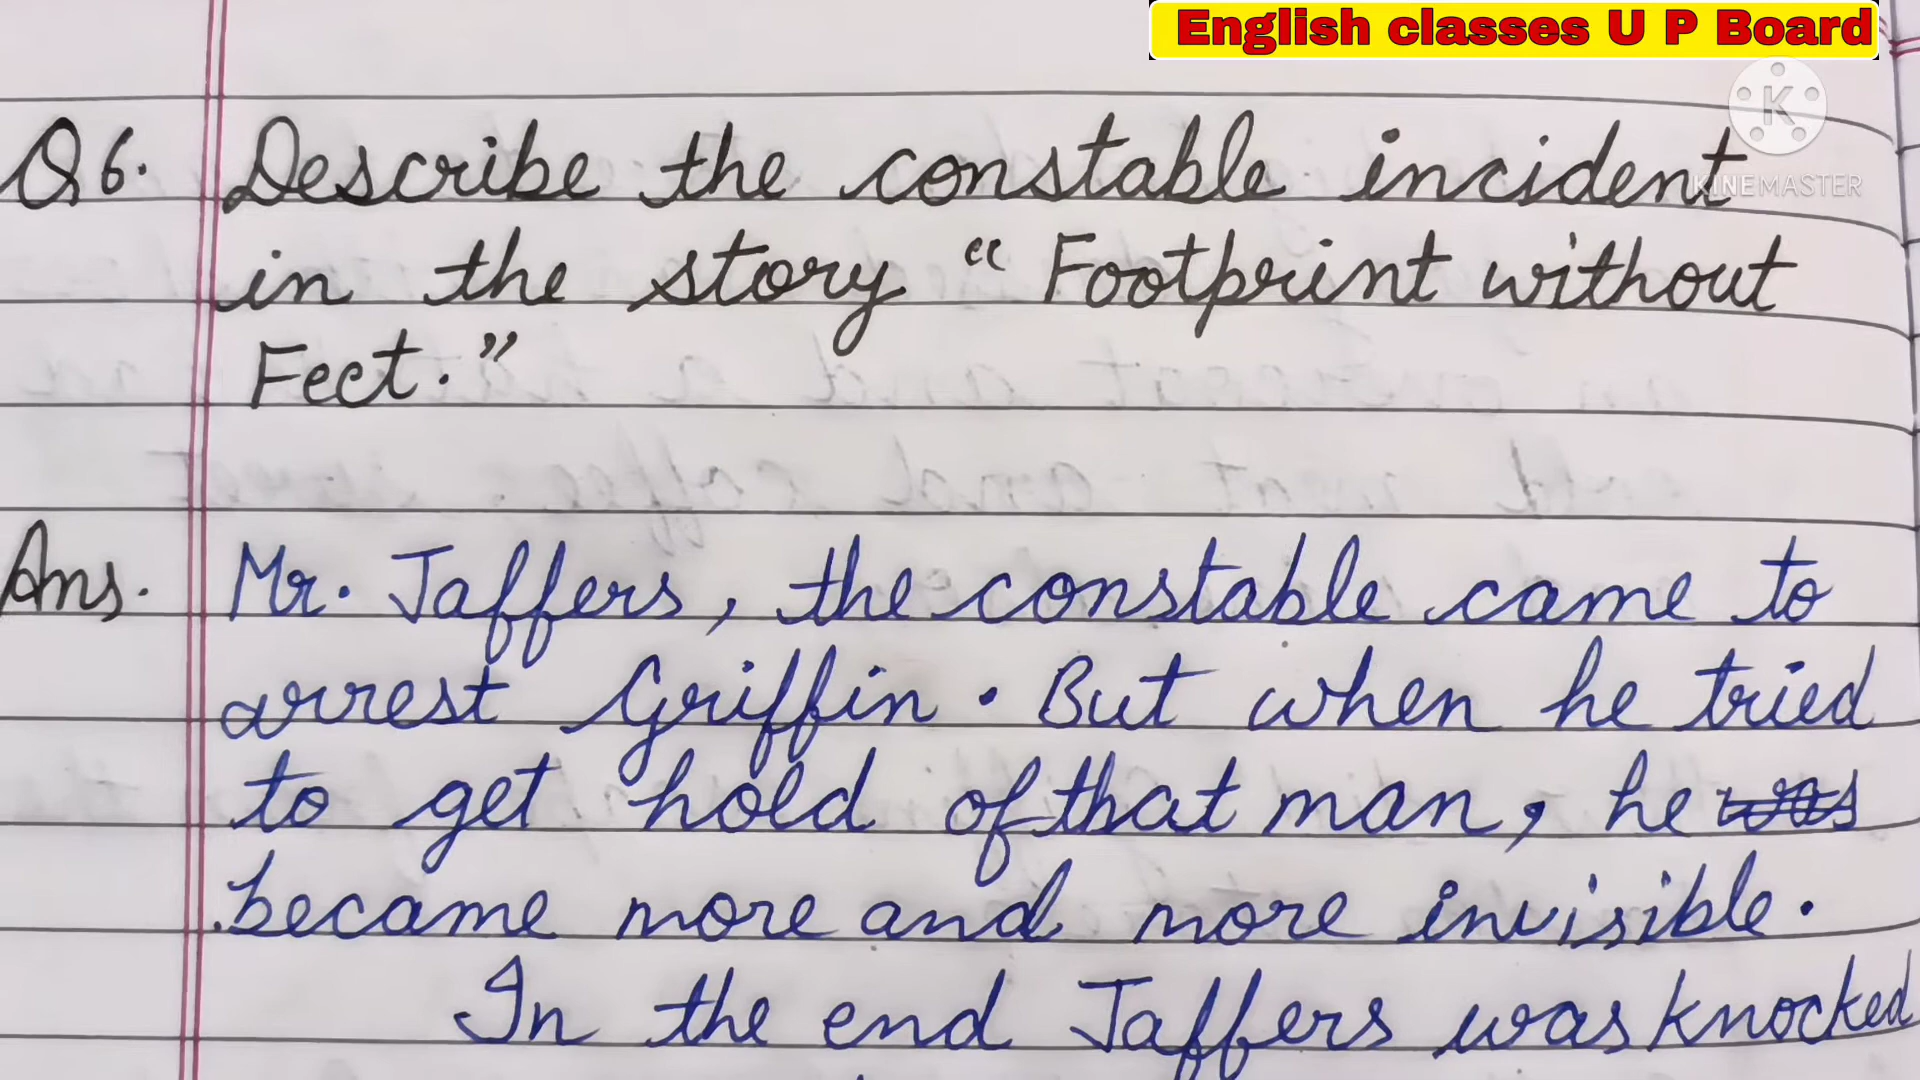 English classes U P Board
KINEMASTER
Q6. Describe the constable incident
in the story “Footprint without
Feet.”
Ans. Mr. Jaffers, the constable came to
arrest Griffin. But when he tried
to get hold of that man, he was
became more and more invisible.
In the end Jaffers was knocked